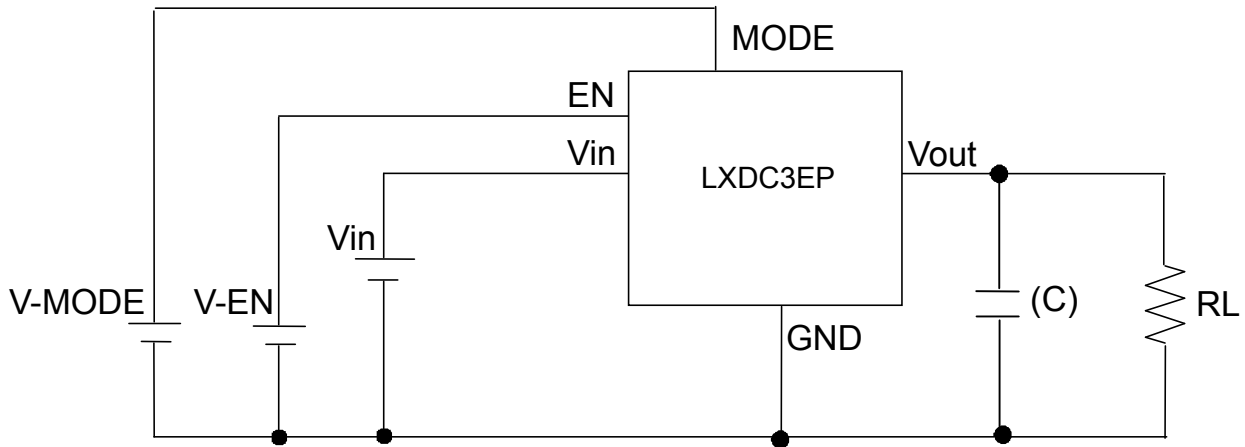 MODE
EN
Vin
LXDC3EP
Vout
Vin
V-MODE
V-EN
(C)
RL
GND